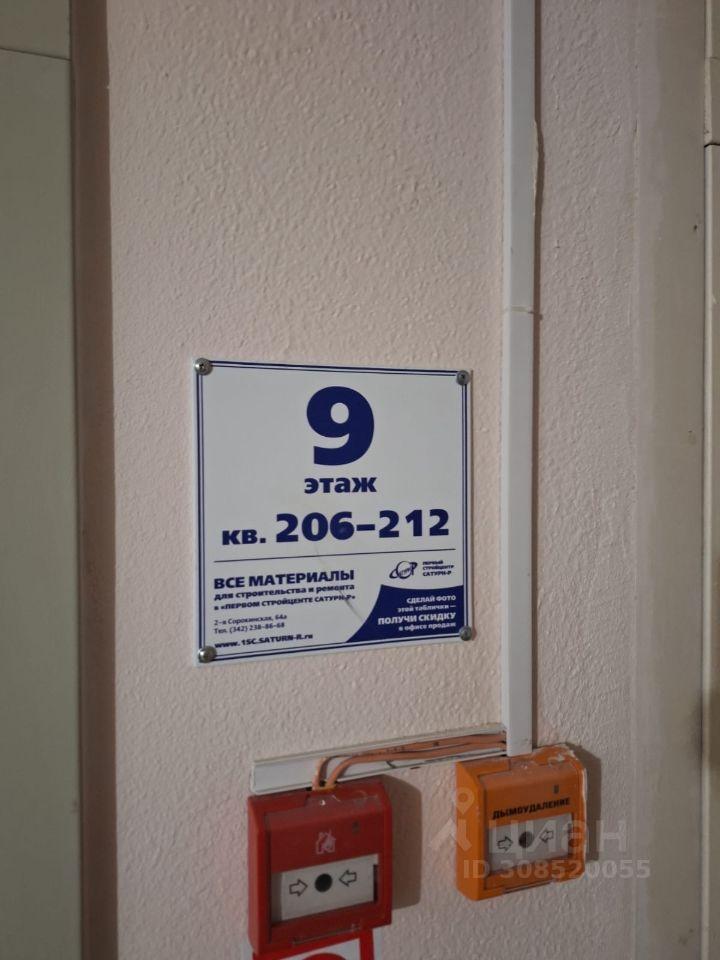 9
этаж
кв. 206–212
ВСЕ МАТЕРИАЛЫ
для строительства и ремонта
в «ПЕРВОМ СТРОЙЦЕНТЕ САТУРН-Р»
2-я Сорокинская, 64а
Тел. (342) 238-86-68
www.1SC.SATURN-R.ru
ПЕРВЫЙ
СТРОЙЦЕНТР
САТУРН-Р
СДЕЛАЙ ФОТО
этой таблички —
ПОЛУЧИ СКИДКУ
в офисе продаж
ДЫМОУДАЛЕНИЕ
циан
ID 308520055